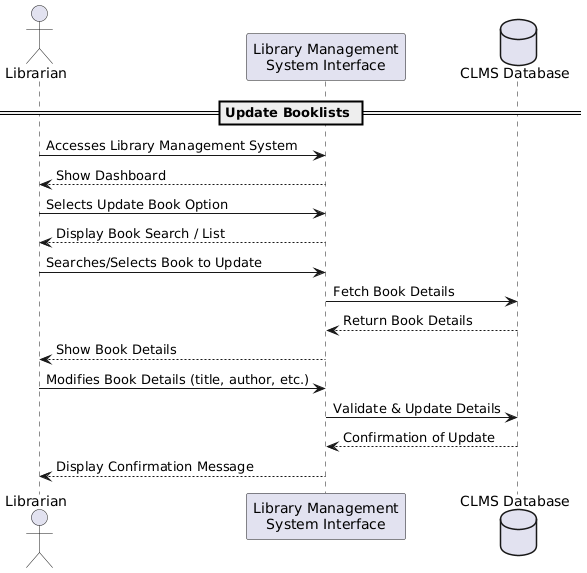 Librarian
Library Management
System Interface
CLMS Database
Update Booklists
Accesses Library Management System
Show Dashboard
Selects Update Book Option
Display Book Search / List
Searches/Selects Book to Update
Fetch Book Details
Return Book Details
Show Book Details
Modifies Book Details (title, author, etc.)
Validate & Update Details
Confirmation of Update
Display Confirmation Message
Librarian
Library Management
System Interface
CLMS Database